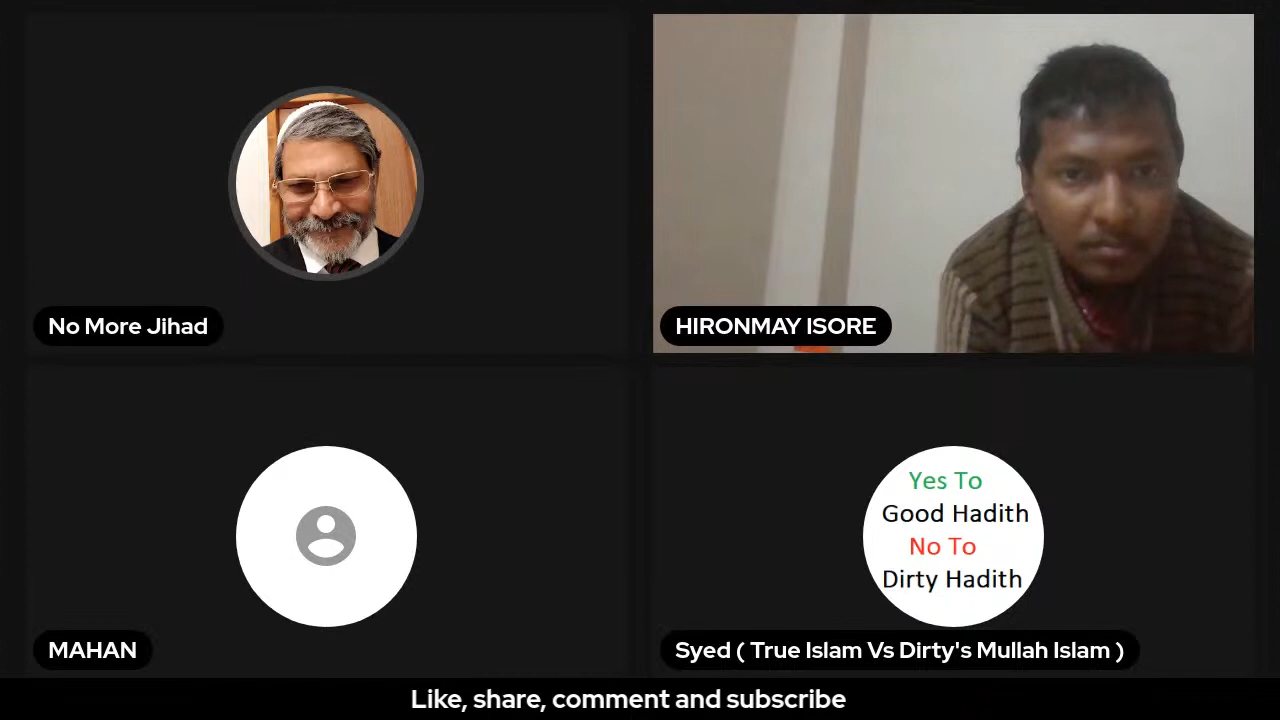 No More Jihad
HIRONMAY ISORE
MAHAN
Yes To
Good Hadith
No To
Dirty Hadith
Syed ( True Islam Vs Dirty's Mullah Islam )
Like, share, comment and subscribe